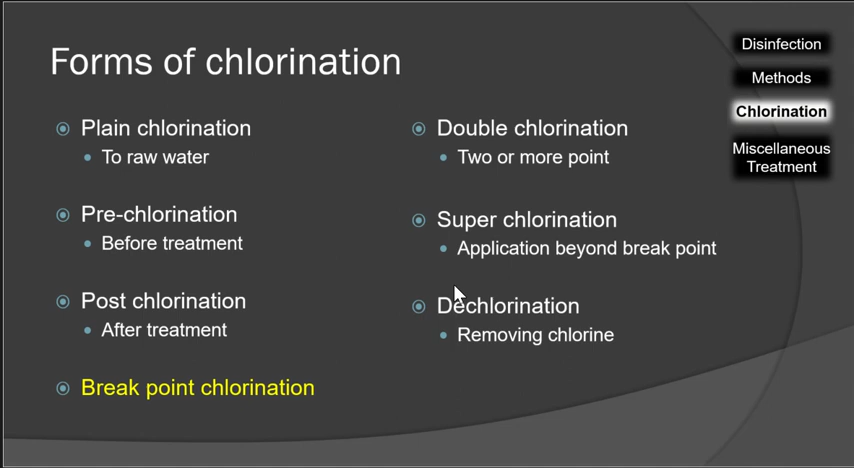 Forms of chlorination
Plain chlorination
To raw water
Pre-chlorination
Before treatment
Post chlorination
After treatment
Break point chlorination
Double chlorination
Two or more point
Super chlorination
Application beyond break point
Dechlorination
Removing chlorine
Disinfection
Methods
Chlorination
Miscellaneous
Treatment